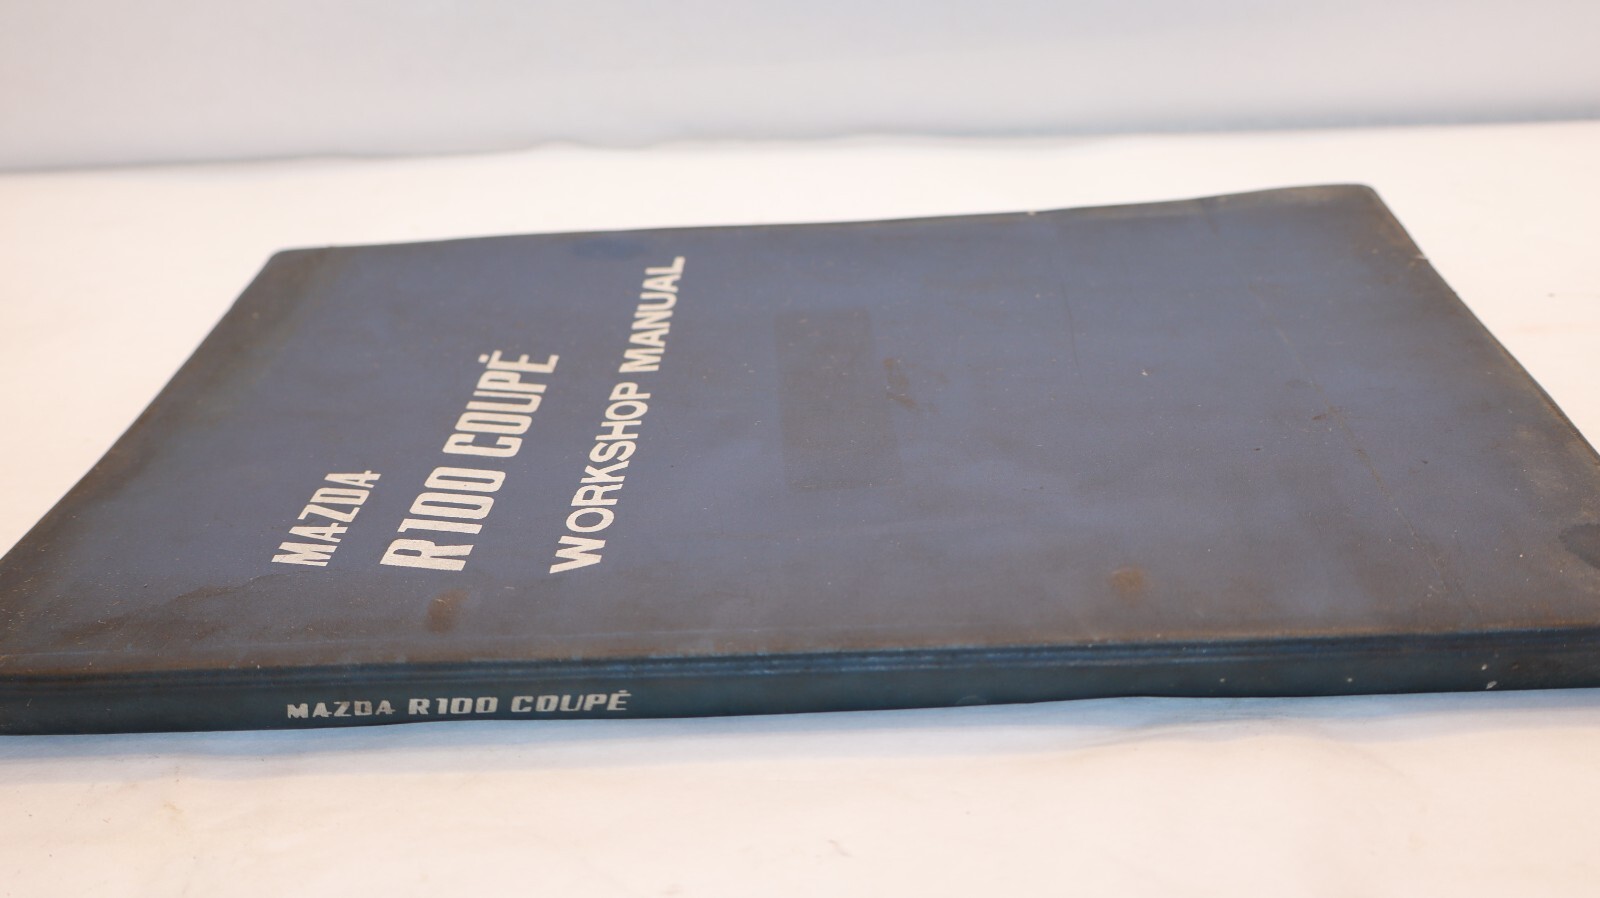 MAZDA
R100 COUPÉ
WORKSHOP MANUAL
MAZDA R100 COUPÉ